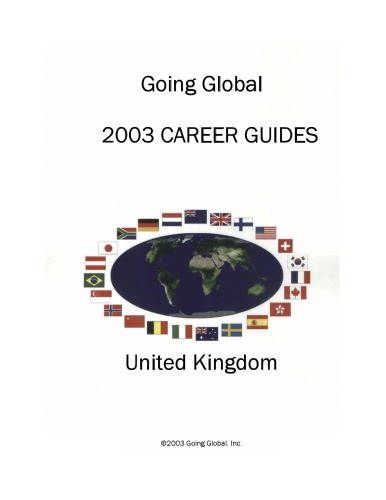 Going Global
2003 CAREER GUIDES
United Kingdom
©2003 Going Global, Inc.